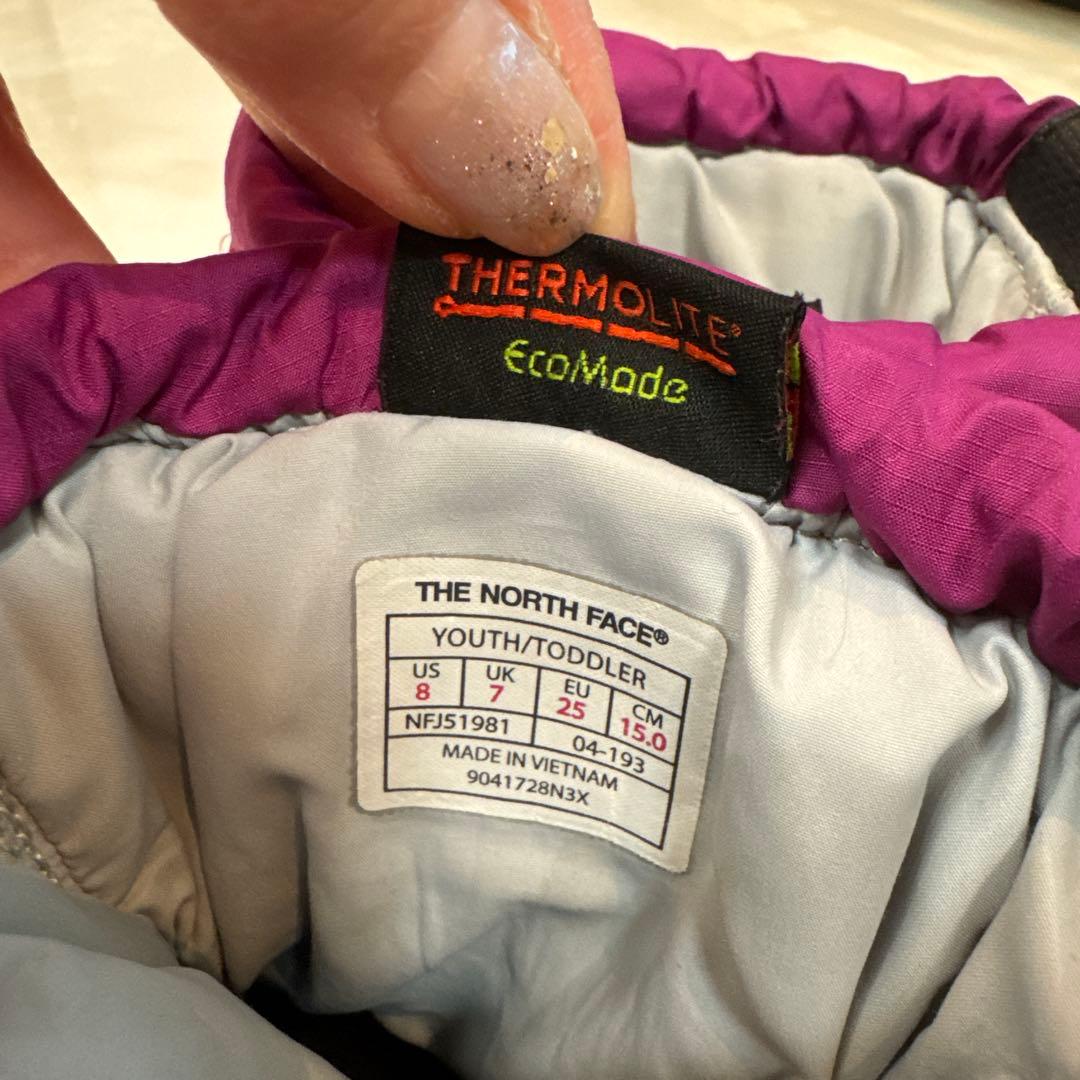 THERMOLITE®
EcoMade
THE NORTH FACE®
YOUTH/TODDLER
US UK EU CM
8 7 25 15.0
NFJ51981 04-193
MADE IN VIETNAM
9041728N3X